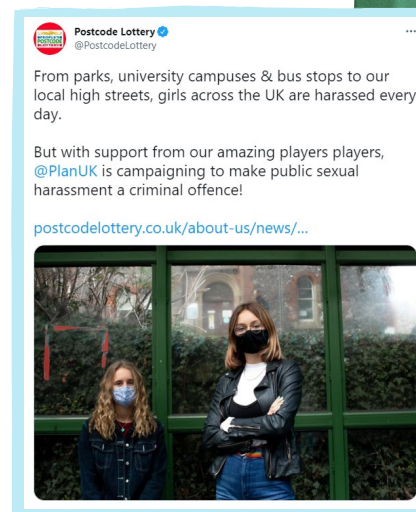 Postcode Lottery
@PostcodeLottery
From parks, university campuses & bus stops to our
local high streets, girls across the UK are harassed every
day.
But with support from our amazing players players,
@PlanUK is campaigning to make public sexual
harassment a criminal offence!
postcodelottery.co.uk/about-us/news/...